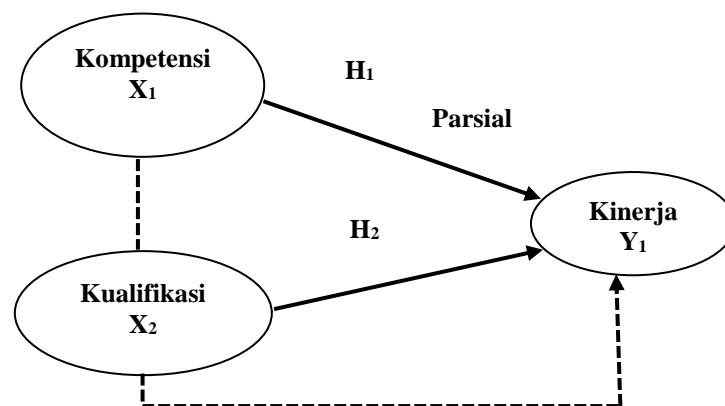 Kompetensi
X₁
H₁
Parsial
Kinerja
Y₁
H₂
Kualifikasi
X₂